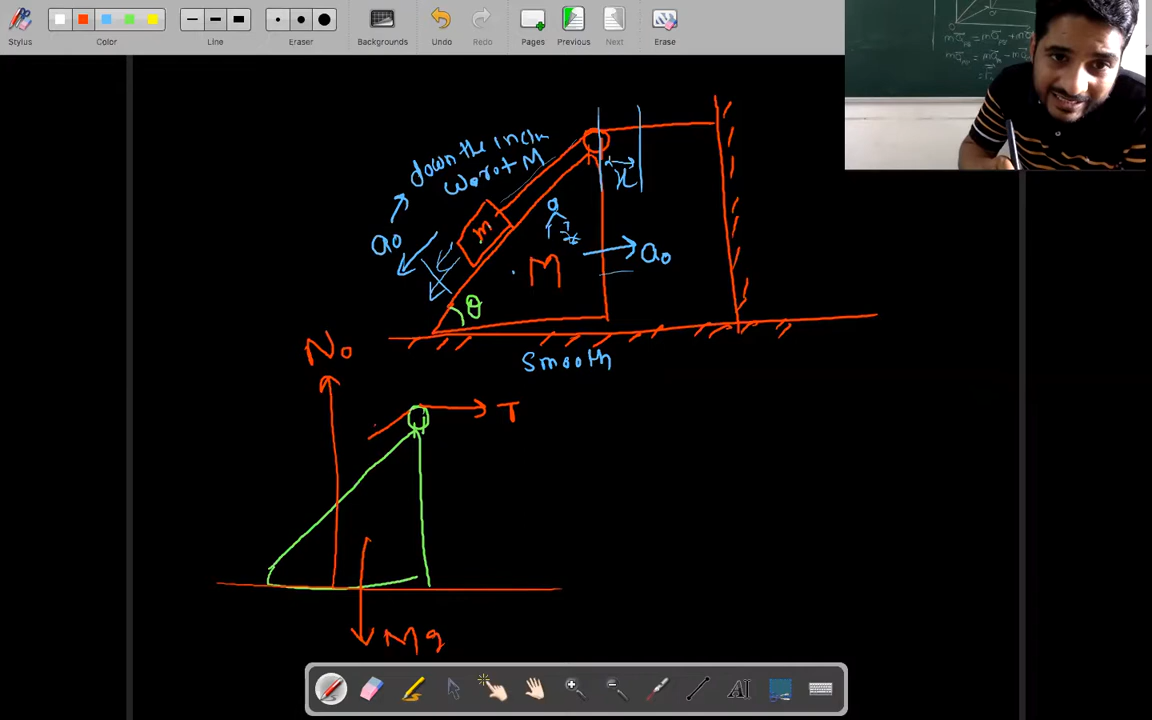 Stylus
Color
Line
Eraser
Backgrounds
Undo
Redo
Pages
Previous
Next
Erase
down the incln
w.r.t M
a0
m
x
M
a0
θ
Smooth
N0
T
Mg